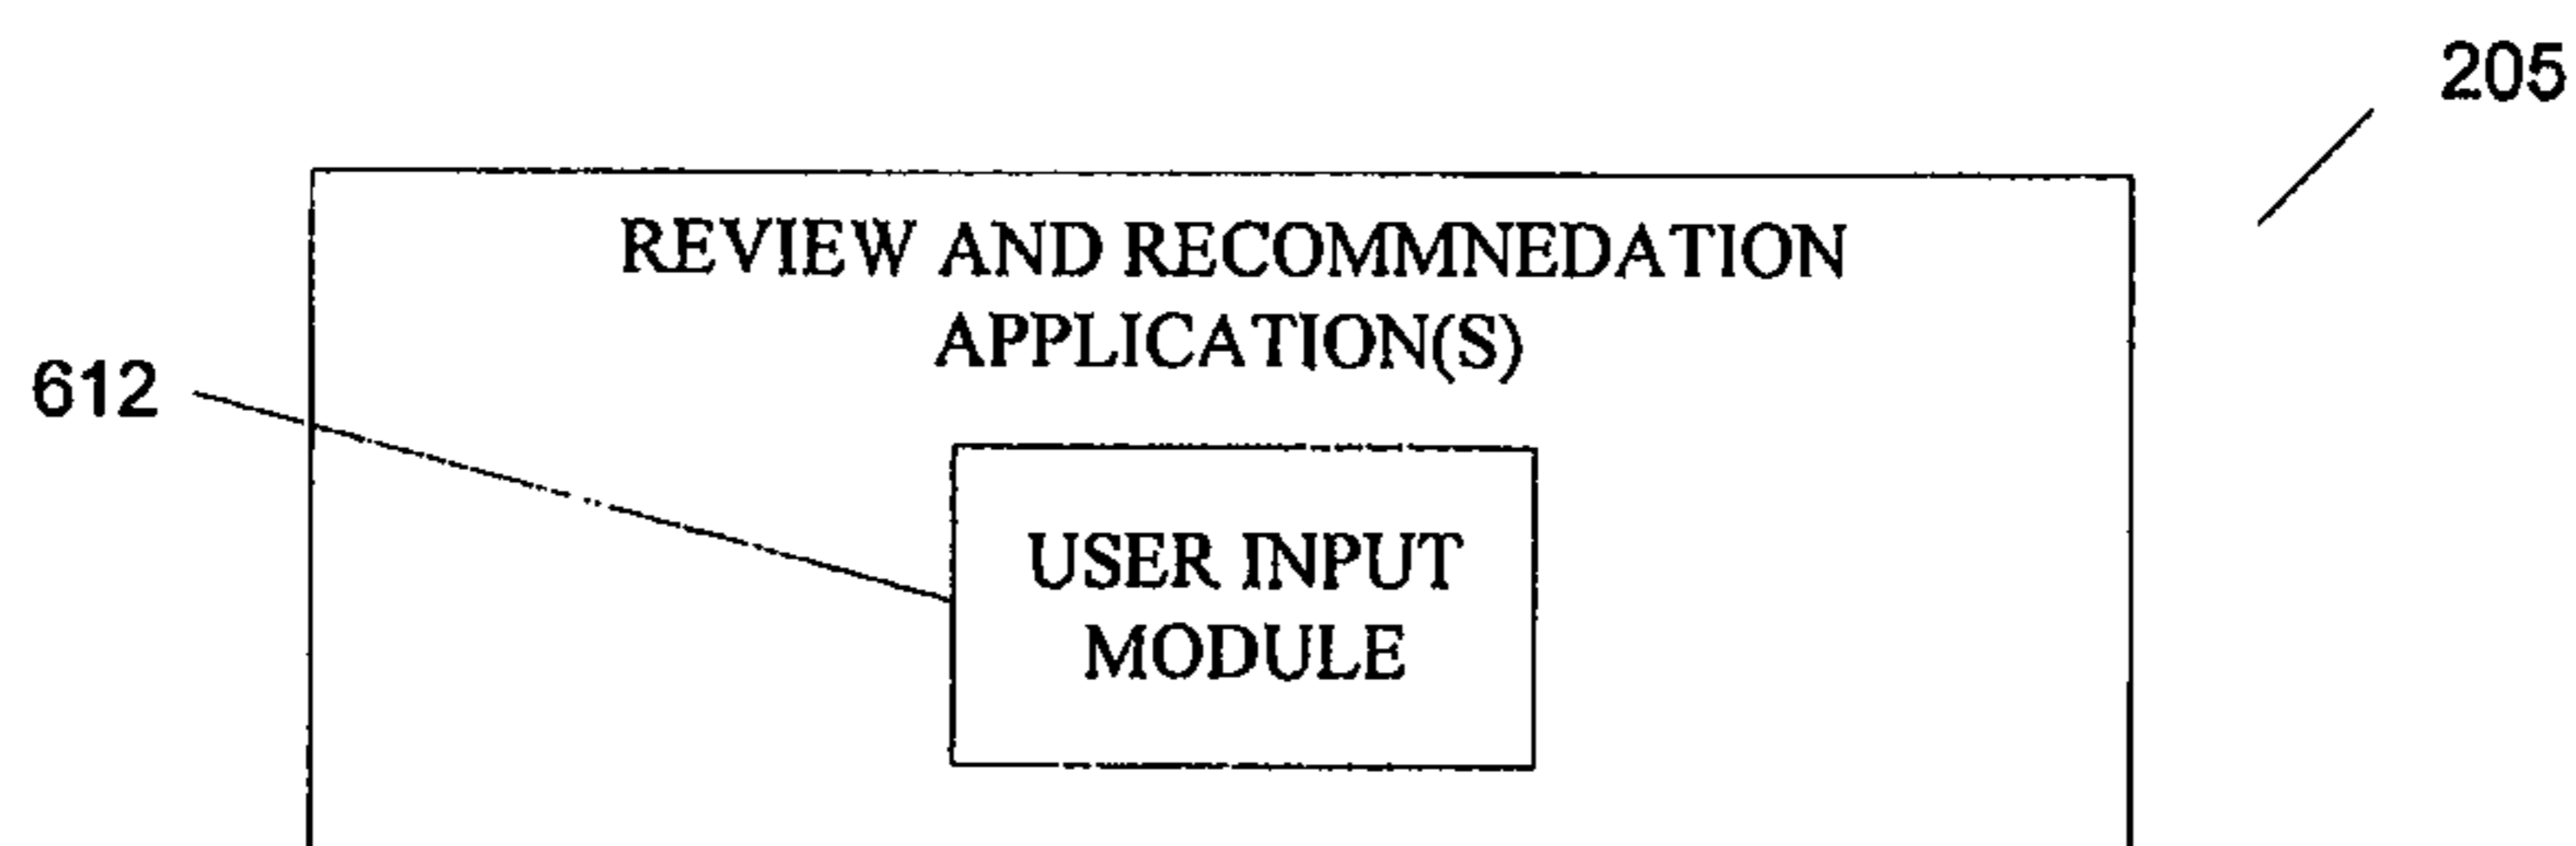 205
REVIEW AND RECOMMNEDATION
APPLICATION(S)
612
USER INPUT
MODULE